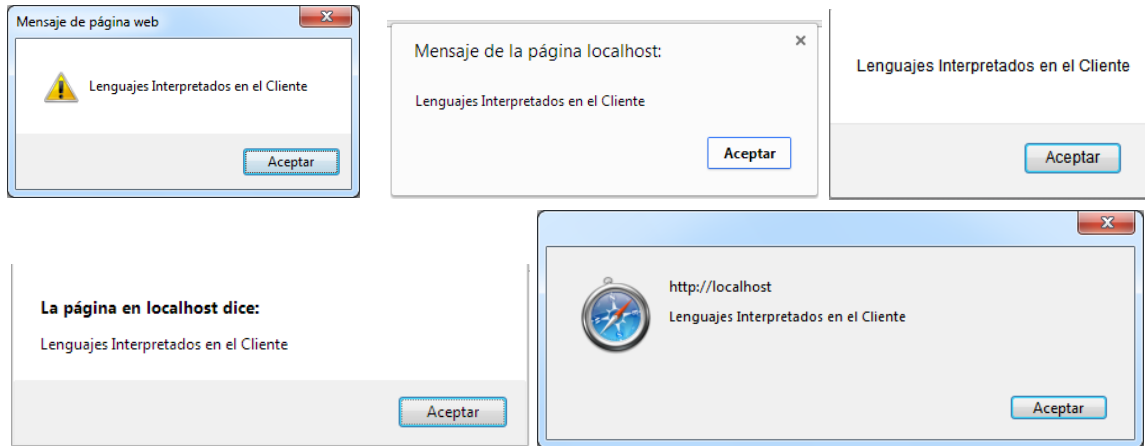 Mensaje de página web
Lenguajes Interpretados en el Cliente
Aceptar
Mensaje de la página localhost:
Lenguajes Interpretados en el Cliente
Aceptar
Lenguajes Interpretados en el Cliente
Aceptar
La página en localhost dice:
Lenguajes Interpretados en el Cliente
Aceptar
http://localhost
Lenguajes Interpretados en el Cliente
Aceptar